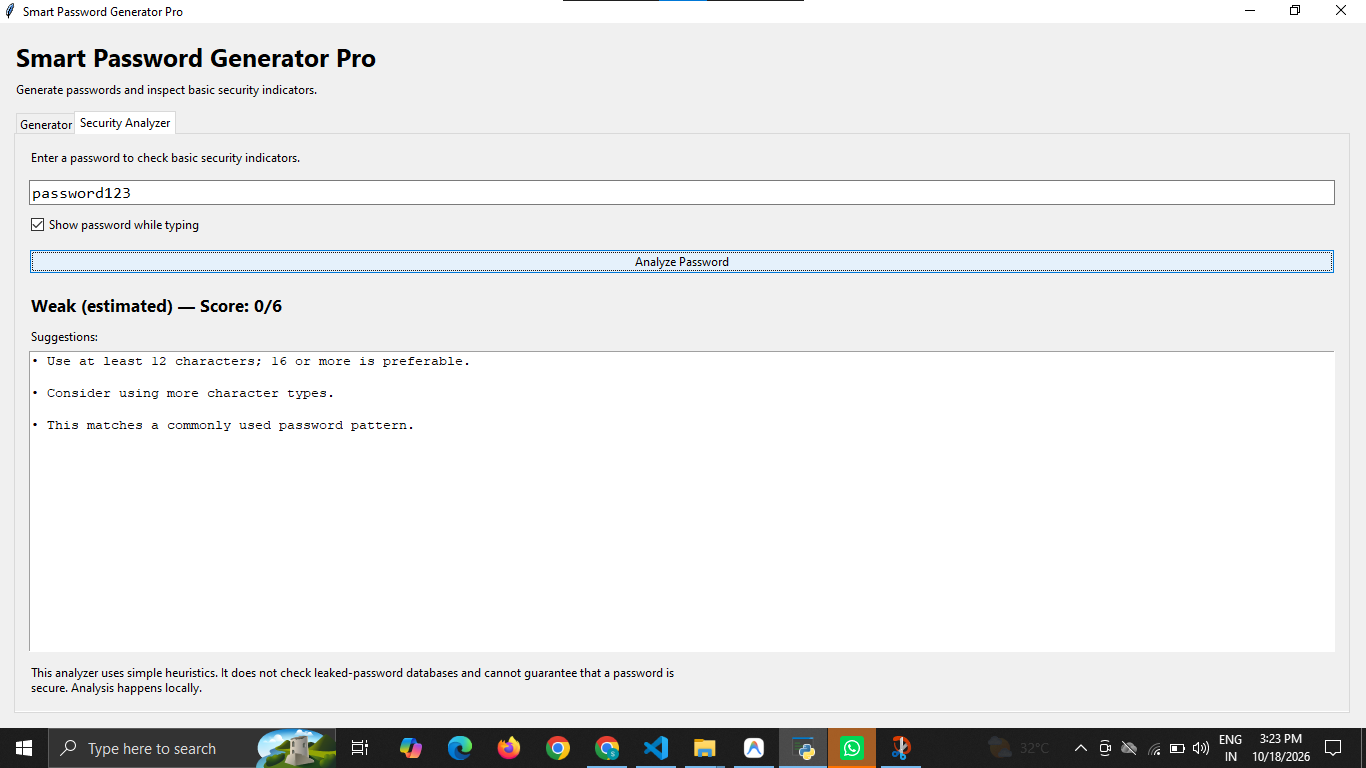 Smart Password Generator Pro
Smart Password Generator Pro
Generate passwords and inspect basic security indicators.
Generator
Security Analyzer
Enter a password to check basic security indicators.
password123
Show password while typing
Analyze Password
Weak (estimated) — Score: 0/6
Suggestions:
• Use at least 12 characters; 16 or more is preferable.
• Consider using more character types.
• This matches a commonly used password pattern.
This analyzer uses simple heuristics. It does not check leaked-password databases and cannot guarantee that a password is
secure. Analysis happens locally.
Type here to search
32°C
ENG
IN
3:23 PM
10/18/2026